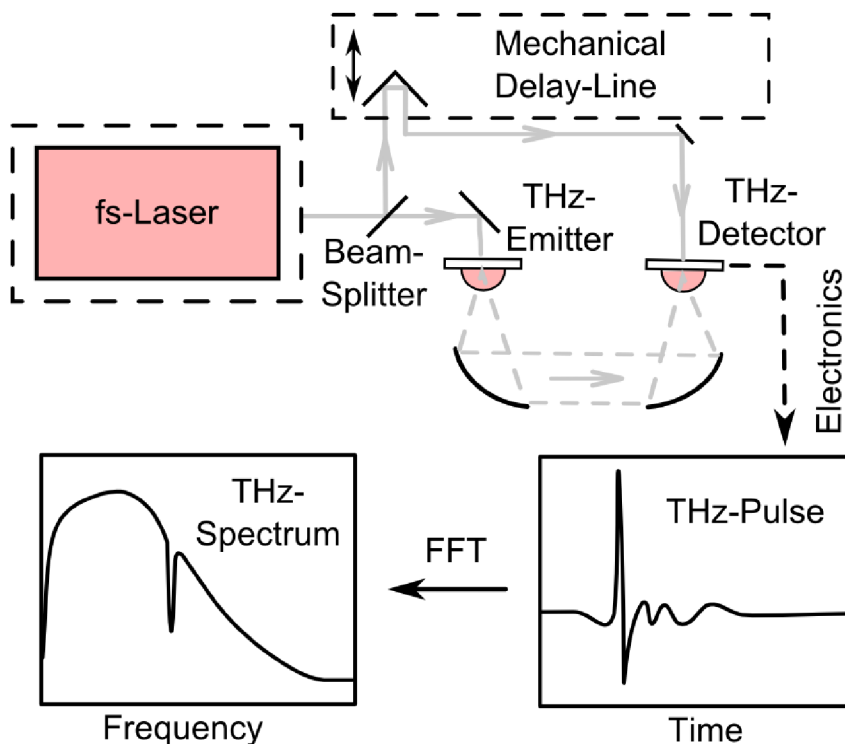 Mechanical
Delay-Line
fs-Laser
Beam-
Splitter
THz-
Emitter
THz-
Detector
Electronics
THz-
Spectrum
FFT
THz-Pulse
Frequency
Time